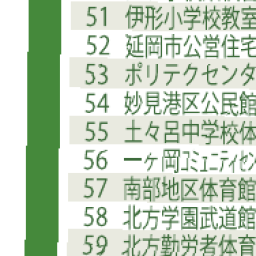 51 伊形小学校教室
52 延岡市公営住宅
53 ポリテクセンタ
54 妙見港区公民館
55 土々呂中学校体
56 一ヶ岡コミュニティセン
57 南部地区体育館
58 北方学園武道館
59 北方勤労者体育